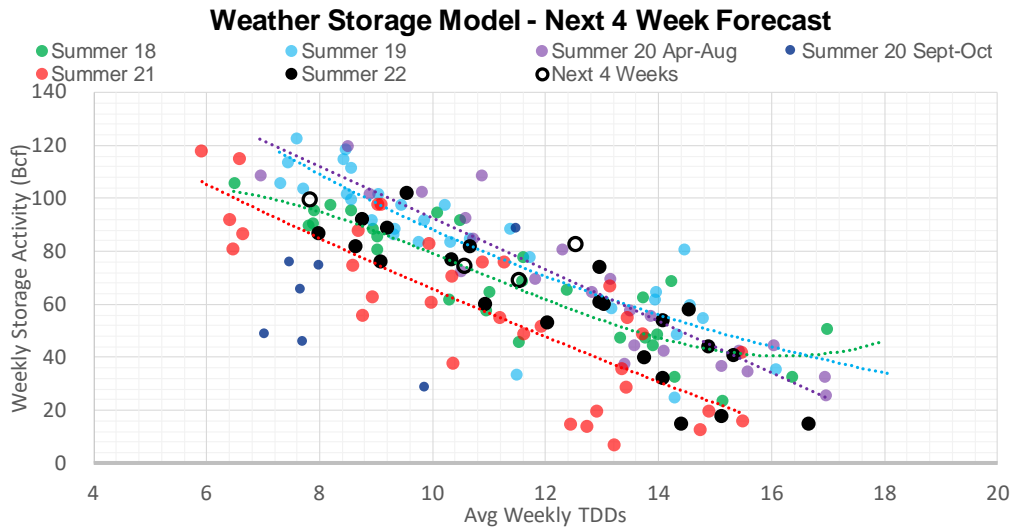 Weather Storage Model - Next 4 Week Forecast
Summer 18 Summer 19 Summer 20 Apr-Aug Summer 20 Sept-Oct
Summer 21 Summer 22 Next 4 Weeks
Weekly Storage Activity (Bcf)
140
120
100
80
60
40
20
0
4 6 8 10 12 14 16 18 20
Avg Weekly TDDs